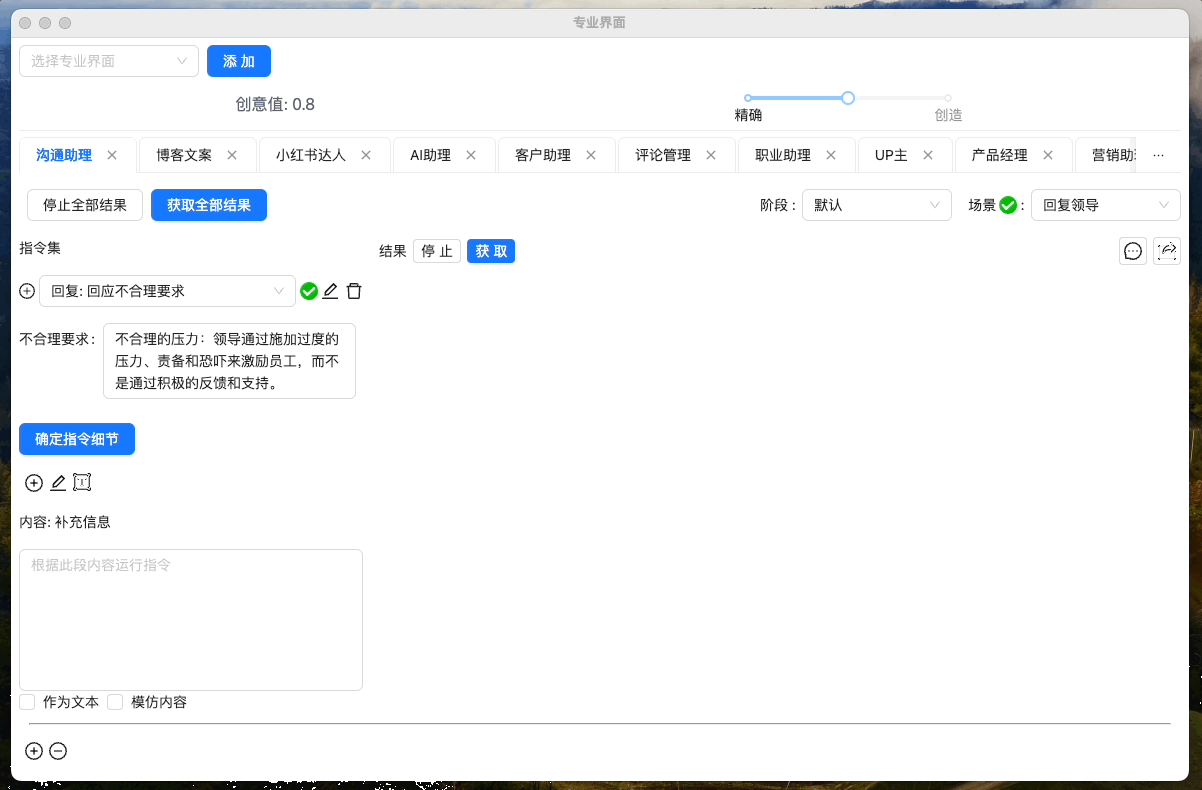 专业界面
选择专业界面
添 加
创意值: 0.8
精确
创造
沟通助理
博客文案
小红书达人
AI助理
客户助理
评论管理
职业助理
UP主
产品经理
营销助
停止全部结果
获取全部结果
阶段 :
默认
场景 :
回复领导
指令集
结果
停 止
获 取
回复: 回应不合理要求
不合理要求 :
不合理的压力：领导通过施加过度的
压力、责备和恐吓来激励员工，而不
是通过积极的反馈和支持。
确定指令细节
内容: 补充信息
根据此段内容运行指令
作为文本
模仿内容